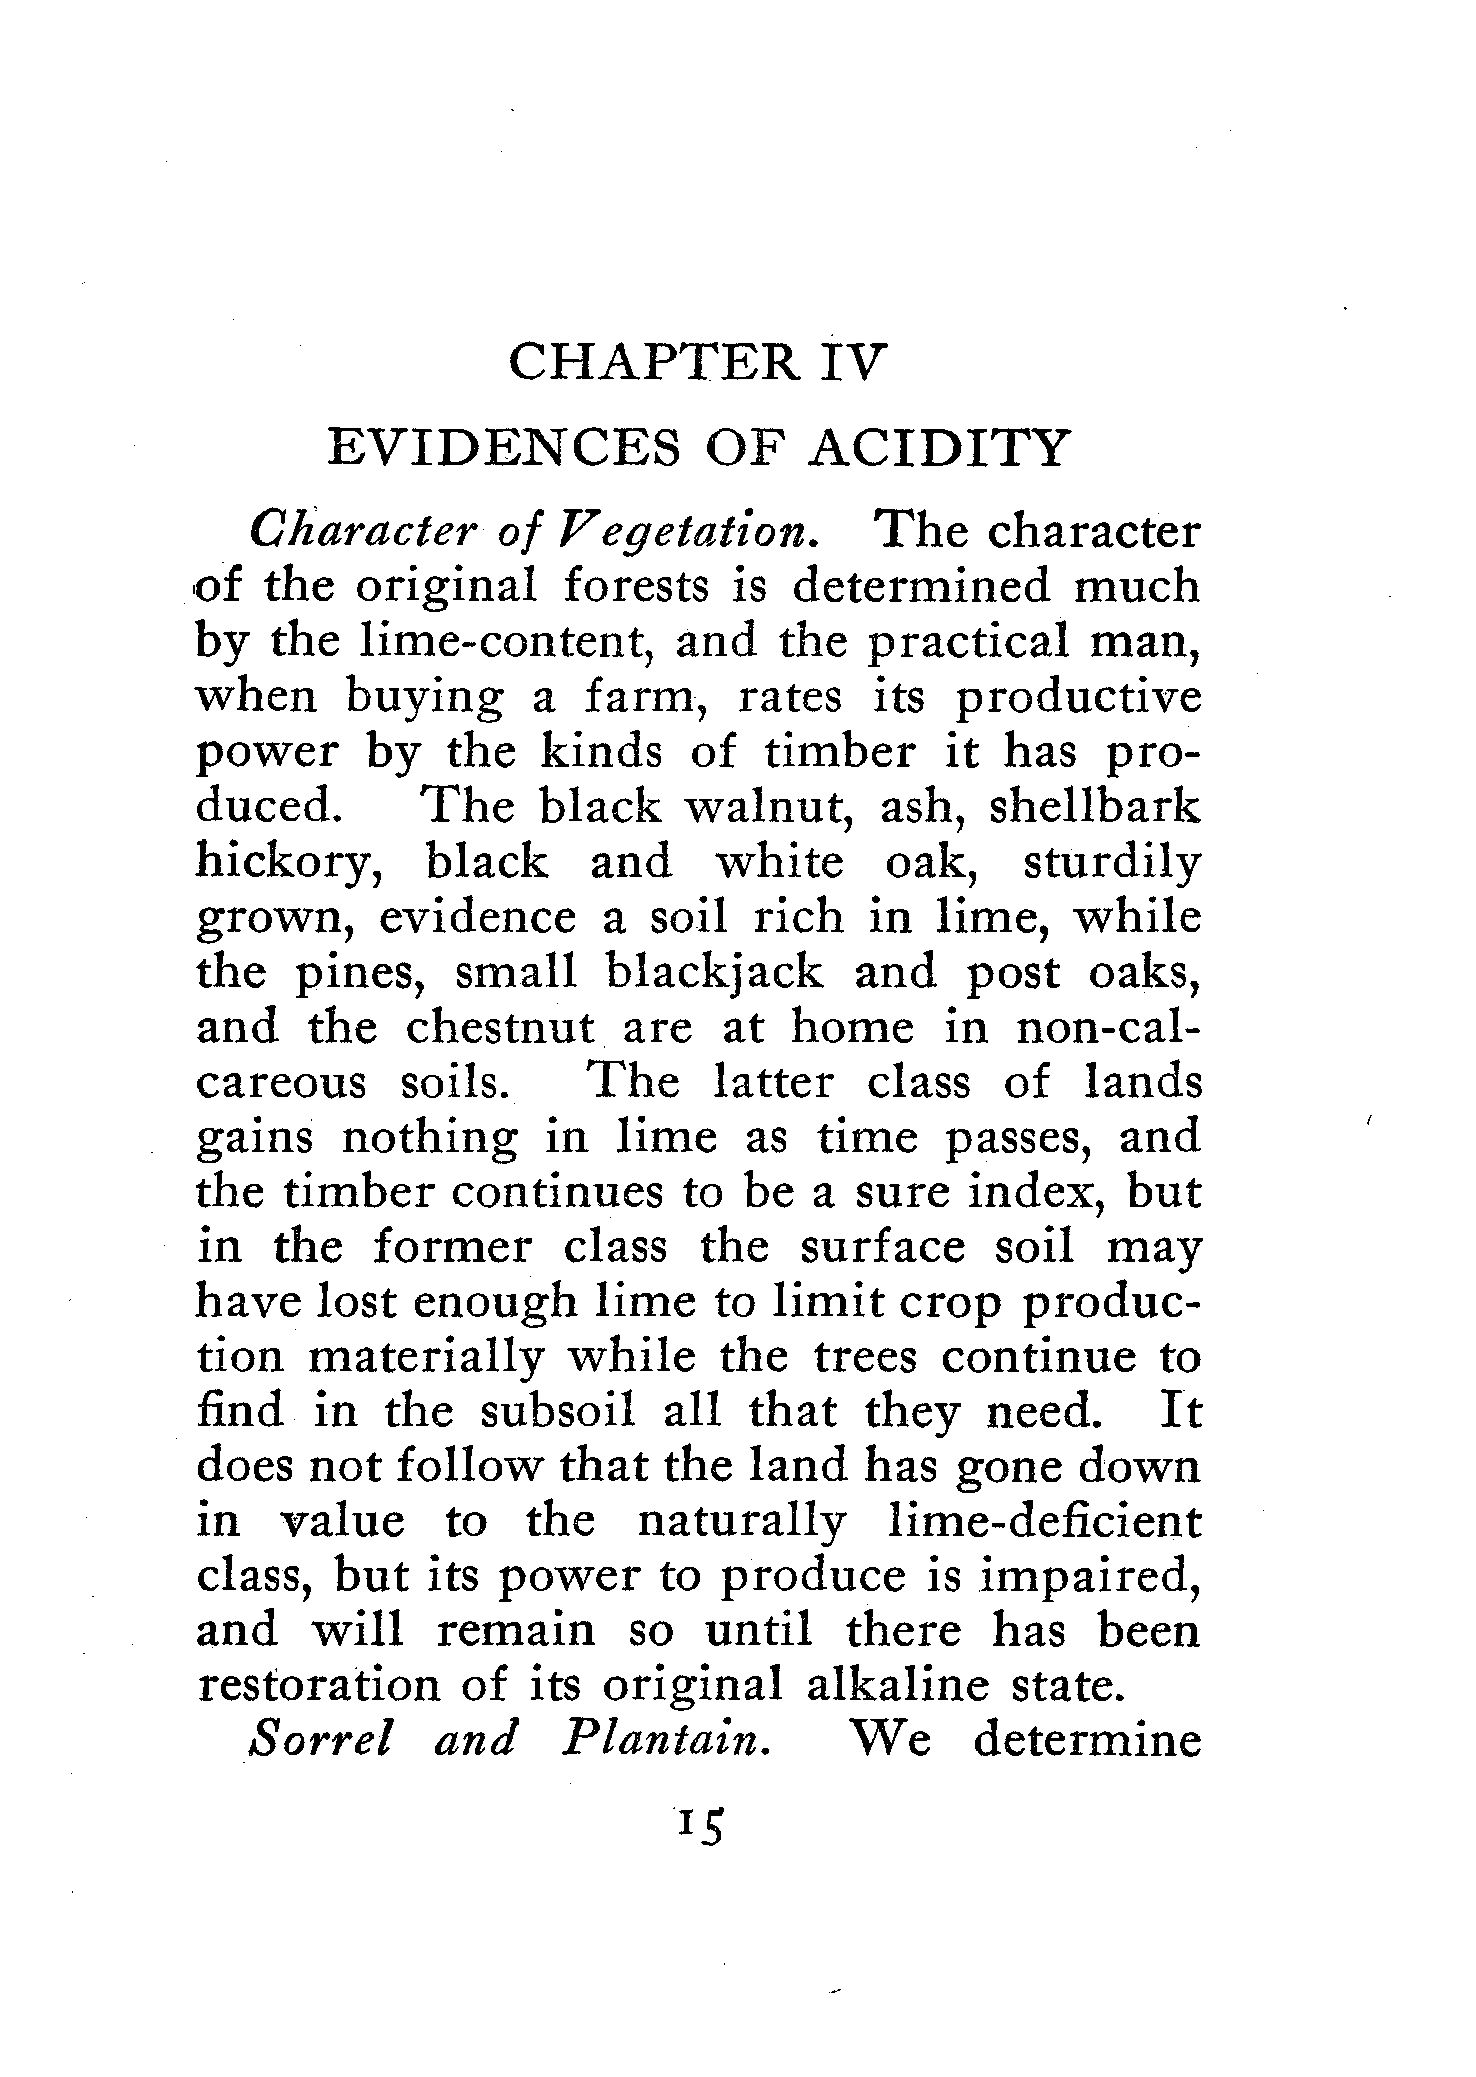 CHAPTER IV
EVIDENCES OF ACIDITY
Character of Vegetation. The character
of the original forests is determined much
by the lime-content, and the practical man,
when buying a farm, rates its productive
power by the kinds of timber it has pro-
duced. The black walnut, ash, shellbark
hickory, black and white oak, sturdily
grown, evidence a soil rich in lime, while
the pines, small blackjack and post oaks,
and the chestnut are at home in non-cal-
careous soils. The latter class of lands
gains nothing in lime as time passes, and
the timber continues to be a sure index, but
in the former class the surface soil may
have lost enough lime to limit crop produc-
tion materially while the trees continue to
find in the subsoil all that they need. It
does not follow that the land has gone down
in value to the naturally lime-deficient
class, but its power to produce is impaired,
and will remain so until there has been
restoration of its original alkaline state.
Sorrel and Plantain. We determine
15